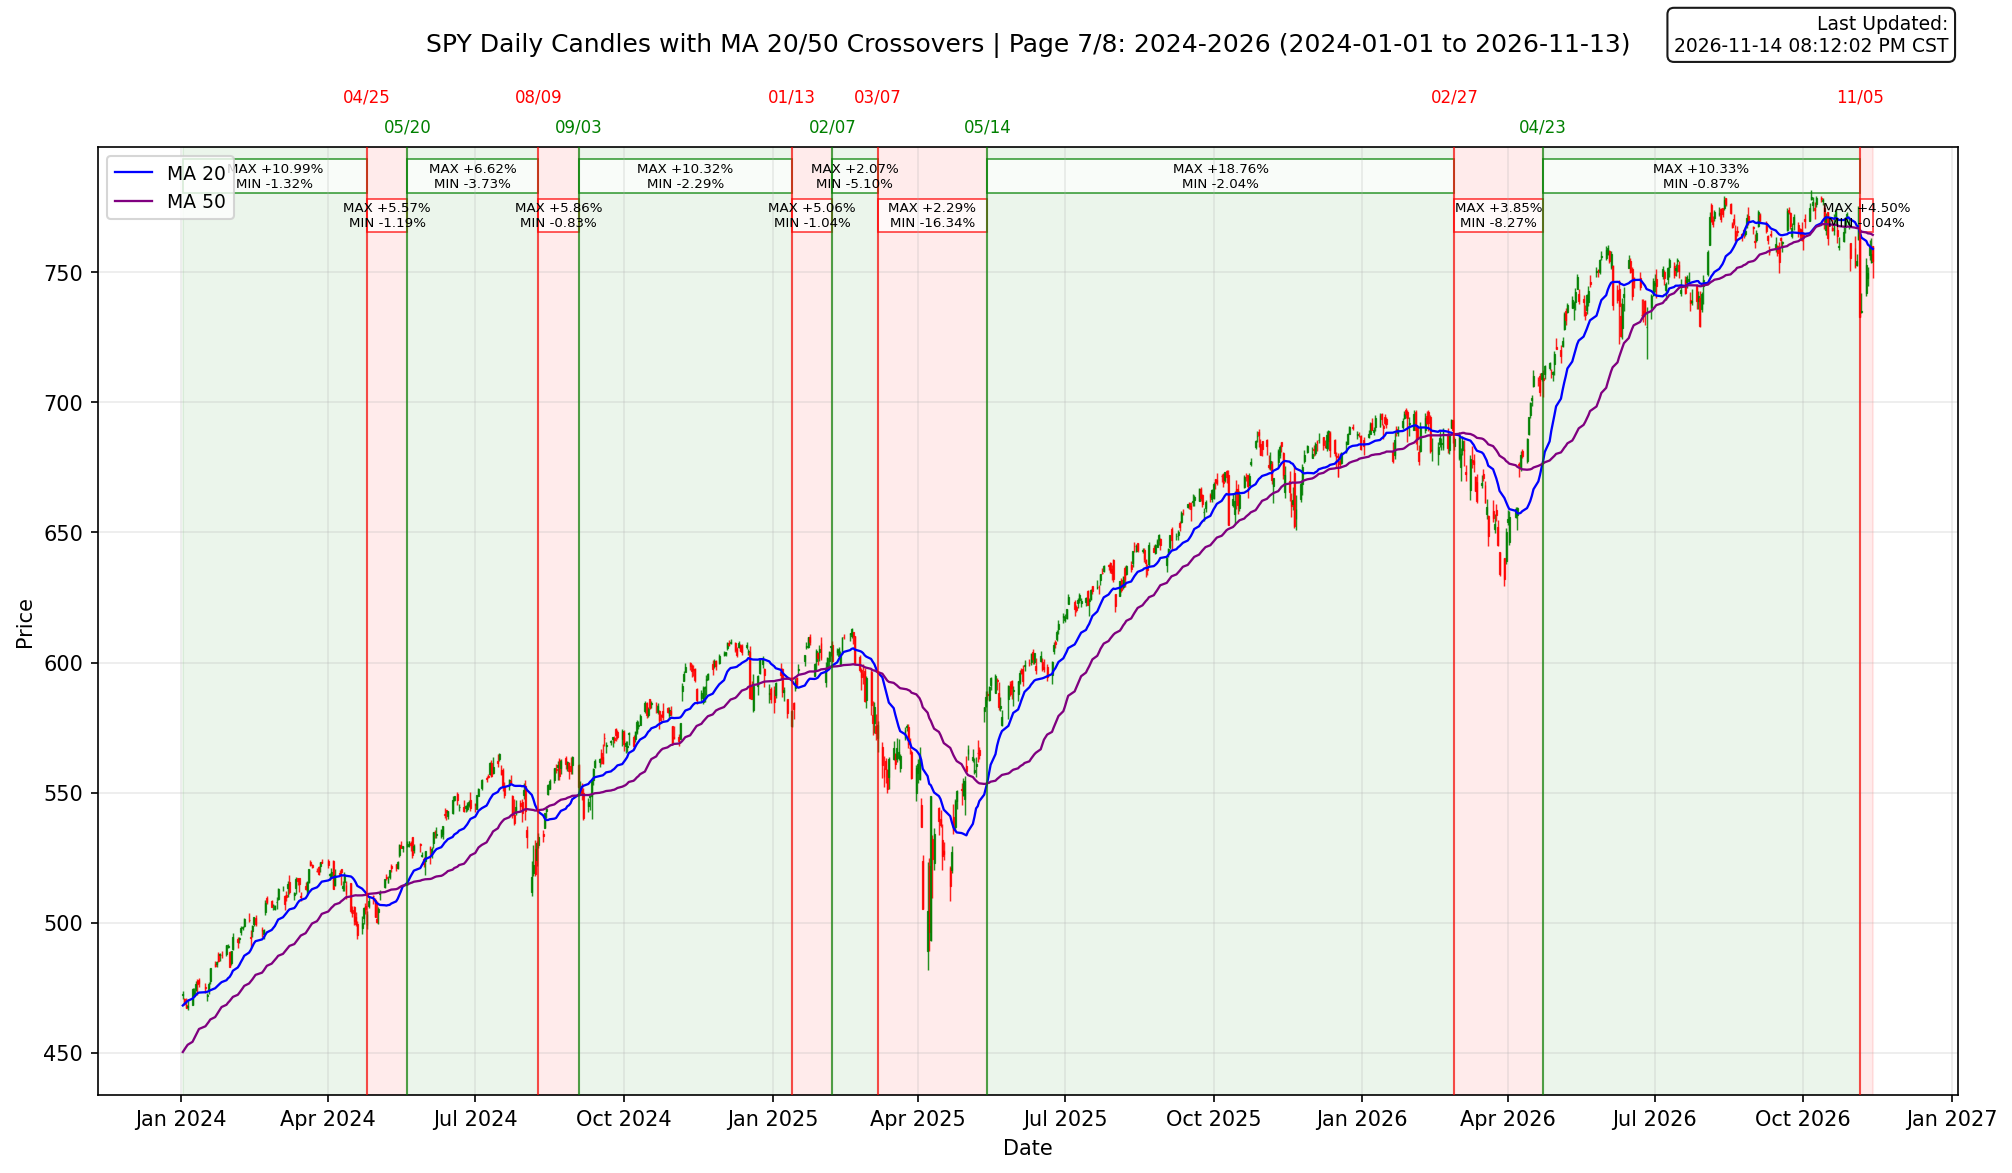 Last Updated:
2026-11-14 08:12:02 PM CST
SPY Daily Candles with MA 20/50 Crossovers | Page 7/8: 2024-2026 (2024-01-01 to 2026-11-13)
04/25
08/09
01/13
03/07
02/27
11/05
05/20
09/03
02/07
05/14
04/23
MA 20
MA 50
MAX +10.99%
MIN -1.32%
MAX +6.62%
MIN -3.73%
MAX +10.32%
MIN -2.29%
MAX +2.07%
MIN -5.10%
MAX +18.76%
MIN -2.04%
MAX +10.33%
MIN -0.87%
MAX +5.57%
MIN -1.19%
MAX +5.86%
MIN -0.83%
MAX +5.06%
MIN -1.04%
MAX +2.29%
MIN -16.34%
MAX +3.85%
MIN -8.27%
MAX +4.50%
MIN -0.04%
Price
750
700
650
600
550
500
450
Jan 2024
Apr 2024
Jul 2024
Oct 2024
Jan 2025
Apr 2025
Jul 2025
Oct 2025
Jan 2026
Apr 2026
Jul 2026
Oct 2026
Jan 2027
Date